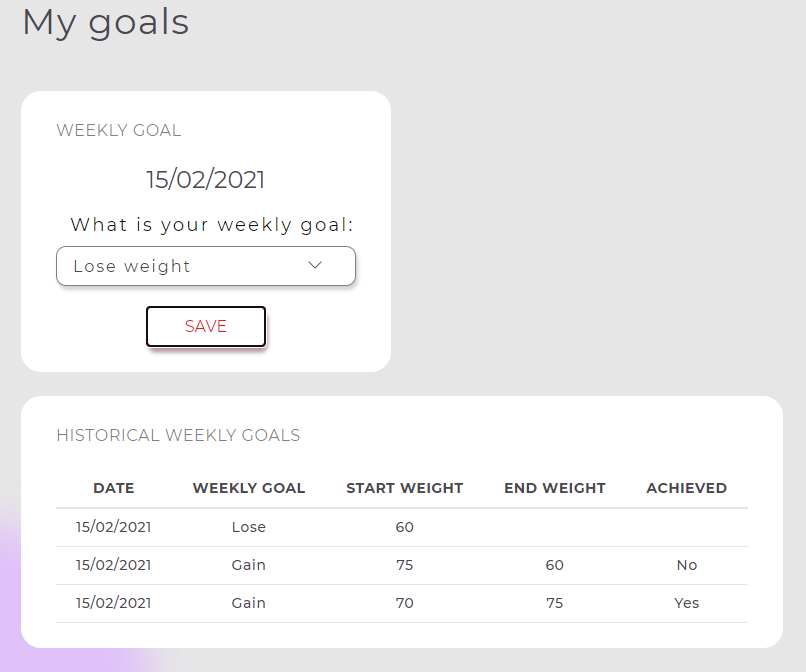 My goals
WEEKLY GOAL
15/02/2021
What is your weekly goal:
Lose weight
SAVE
HISTORICAL WEEKLY GOALS
DATE WEEKLY GOAL START WEIGHT END WEIGHT ACHIEVED
15/02/2021 Lose 60
15/02/2021 Gain 75 60 No
15/02/2021 Gain 70 75 Yes